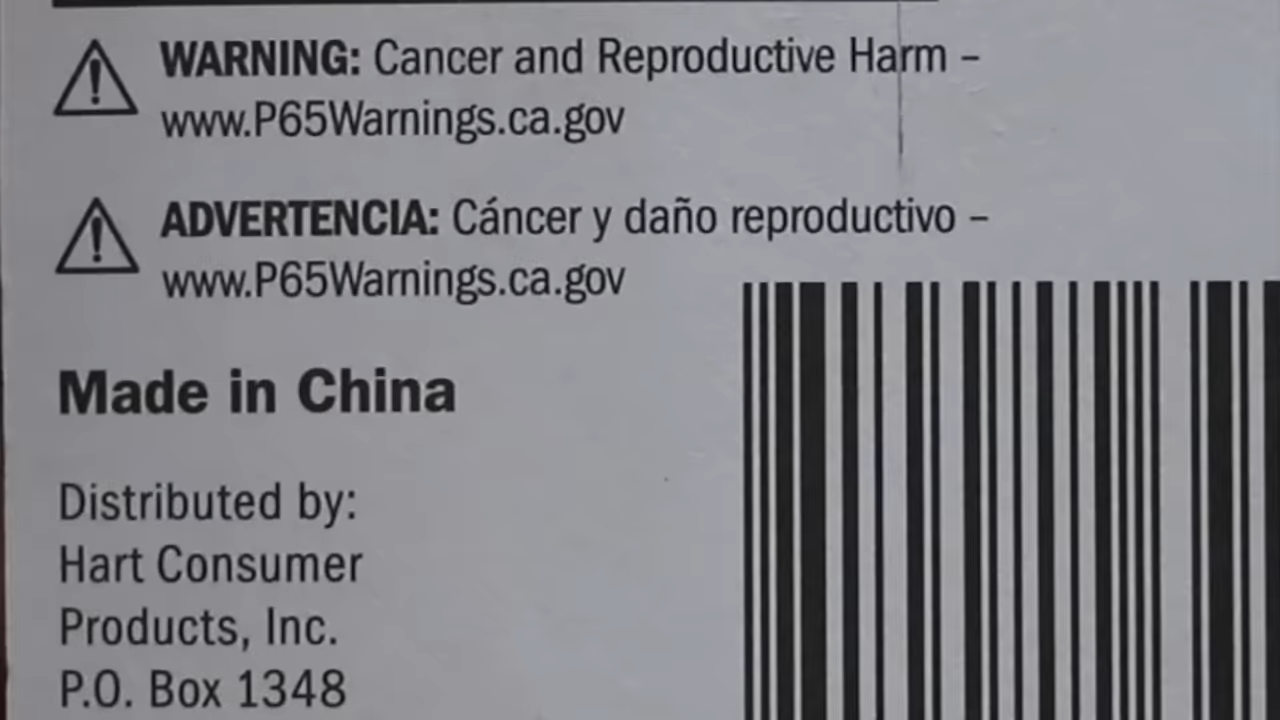 WARNING: Cancer and Reproductive Harm –
www.P65Warnings.ca.gov
ADVERTENCIA: Cáncer y daño reproductivo –
www.P65Warnings.ca.gov
Made in China
Distributed by:
Hart Consumer
Products, Inc.
P.O. Box 1348